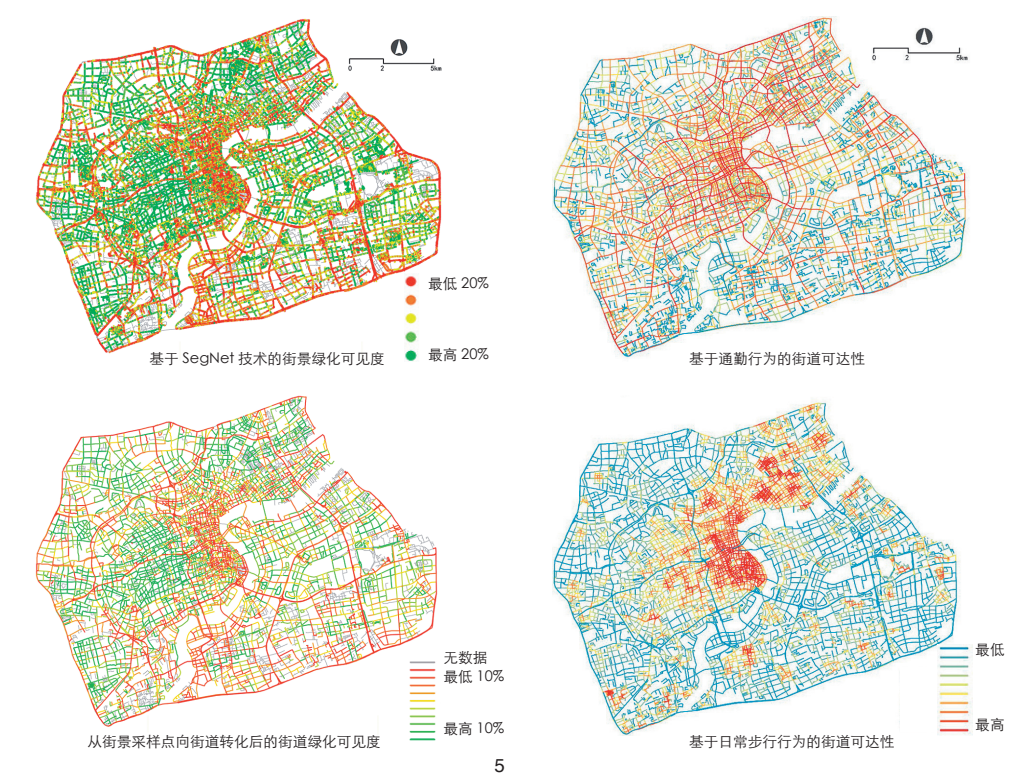 0 2 5km
0 2 5km
最低 20%
最高 20%
基于 SegNet 技术的街景绿化可见度
基于通勤行为的街道可达性
无数据
最低 10%
最高 10%
从街景采样点向街道转化后的街道绿化可见度
最低
最高
基于日常步行行为的街道可达性
5